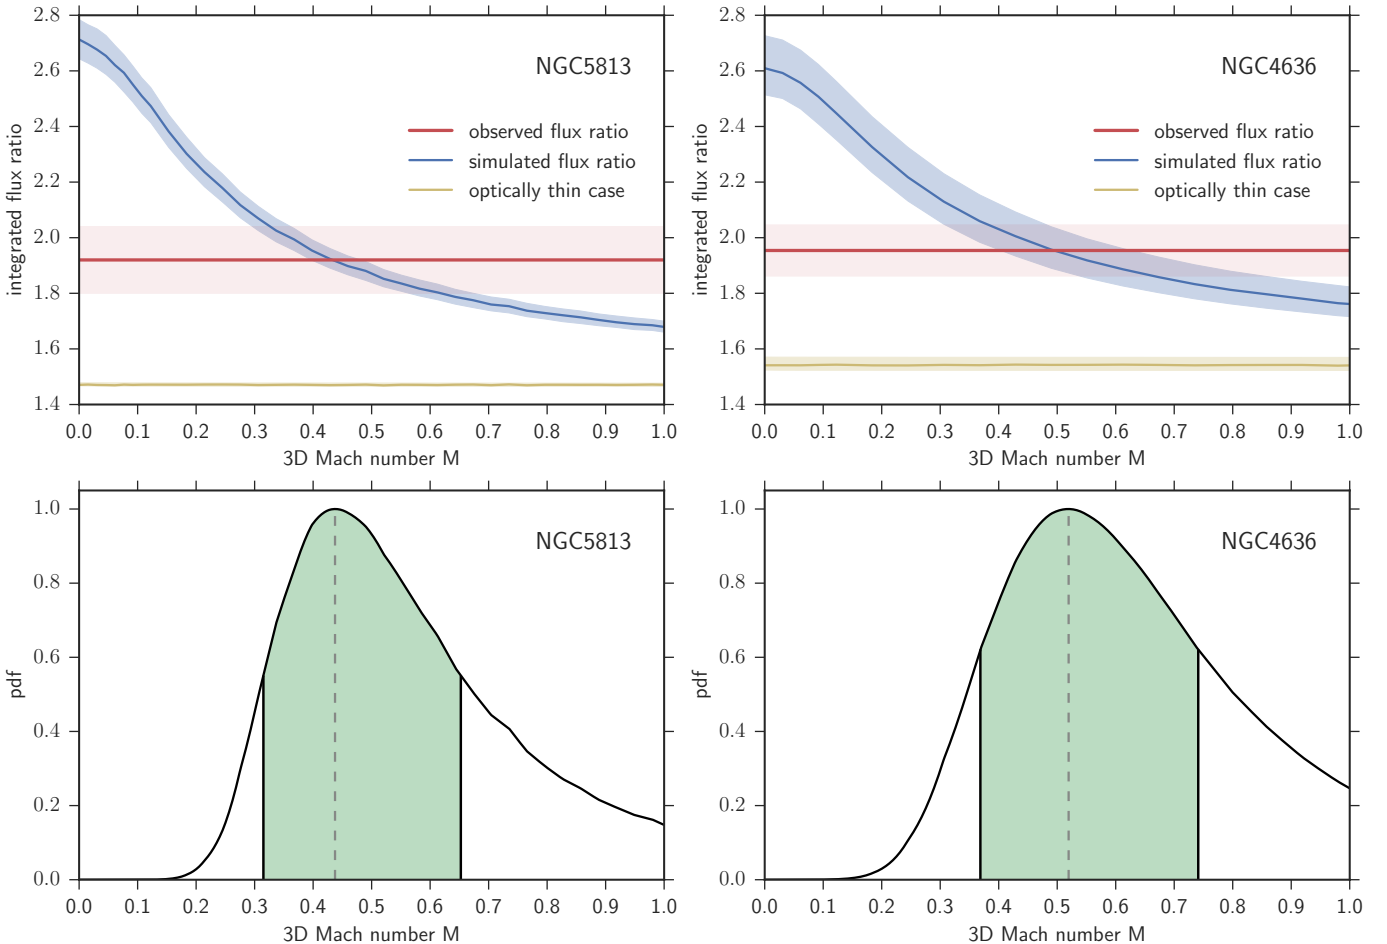 2.8
2.6
2.4
2.2
2.0
1.8
1.6
1.4
integrated flux ratio
NGC5813
observed flux ratio
simulated flux ratio
optically thin case
0.0 0.1 0.2 0.3 0.4 0.5 0.6 0.7 0.8 0.9 1.0
3D Mach number M
2.8
2.6
2.4
2.2
2.0
1.8
1.6
1.4
integrated flux ratio
NGC4636
observed flux ratio
simulated flux ratio
optically thin case
0.0 0.1 0.2 0.3 0.4 0.5 0.6 0.7 0.8 0.9 1.0
3D Mach number M
1.0
0.8
0.6
0.4
0.2
0.0
pdf
NGC5813
0.0 0.1 0.2 0.3 0.4 0.5 0.6 0.7 0.8 0.9 1.0
3D Mach number M
1.0
0.8
0.6
0.4
0.2
0.0
pdf
NGC4636
0.0 0.1 0.2 0.3 0.4 0.5 0.6 0.7 0.8 0.9 1.0
3D Mach number M